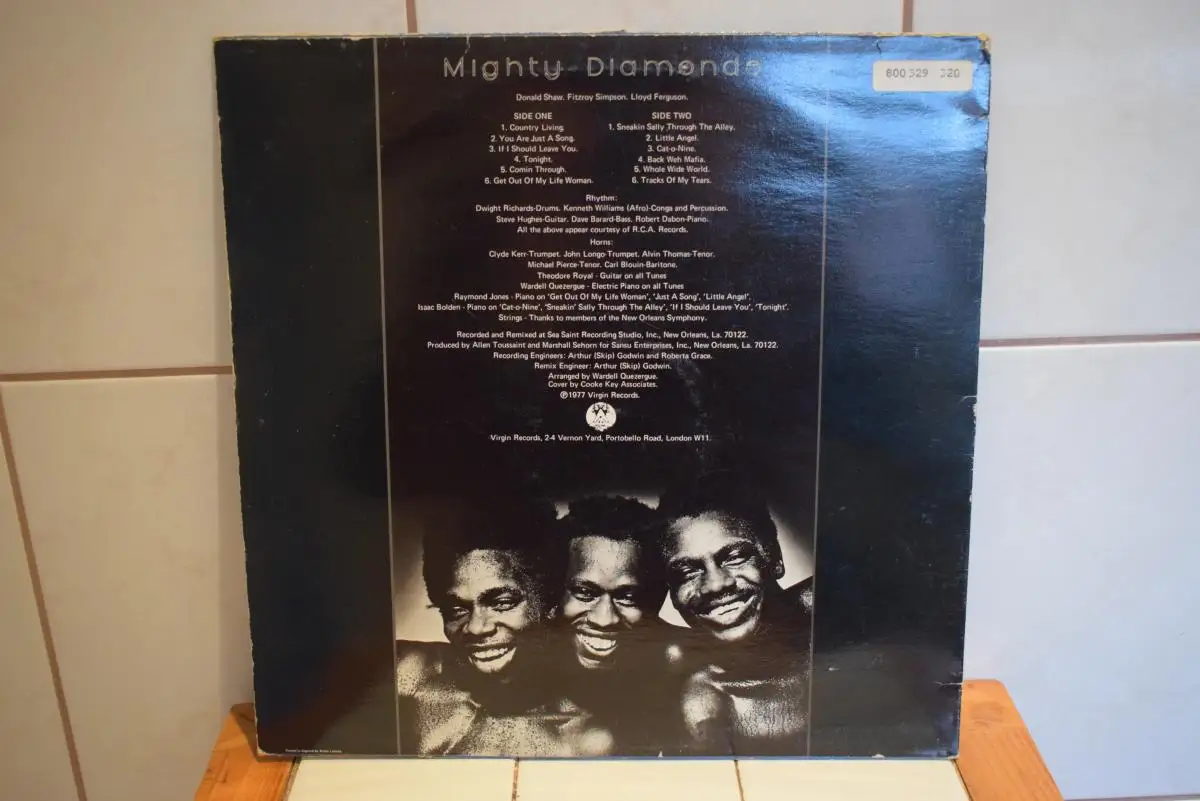 Mighty Diamonds
800 329 320
Donald Shaw. Fitzroy Simpson. Lloyd Ferguson.
SIDE ONE
1. Country Living.
2. You Are Just A Song.
3. If I Should Leave You.
4. Tonight.
5. Comin Through.
6. Get Out Of My Life Woman.
SIDE TWO
1. Sneakin Sally Through The Alley.
2. Little Angel.
3. Cat-o-Nine.
4. Back Weh Mafia.
5. Whole Wide World.
6. Tracks Of My Tears.
Rhythm:
Dwight Richards-Drums. Kenneth Williams (Afro)-Conga and Percussion.
Steve Hughes-Guitar. Dave Barard-Bass. Robert Dabon-Piano.
All the above appear courtesy of R.C.A. Records.
Horns:
Clyde Kerr-Trumpet. John Longo-Trumpet. Alvin Thomas-Tenor.
Michael Pierce-Tenor. Carl Blouin-Baritone.
Theodore Royal - Guitar on all Tunes
Wardell Quezergue - Electric Piano on all Tunes
Raymond Jones - Piano on 'Get Out Of My Life Woman', 'Just A Song', 'Little Angel'.
Isaac Bolden - Piano on 'Cat-o-Nine', 'Sneakin' Sally Through The Alley', 'If I Should Leave You', 'Tonight'.
Strings - Thanks to members of the New Orleans Symphony.
Recorded and Remixed at Sea Saint Recording Studio, Inc., New Orleans, La. 70122.
Produced by Allen Toussaint and Marshall Sehorn for Sansu Enterprises, Inc., New Orleans, La. 70122.
Recording Engineers: Arthur (Skip) Godwin and Roberta Grace.
Remix Engineer: Arthur (Skip) Godwin.
Arranged by Wardell Quezergue.
Cover by Cooke Key Associates.
℗1977 Virgin Records.
Virgin Records, 2-4 Vernon Yard, Portobello Road, London W11.